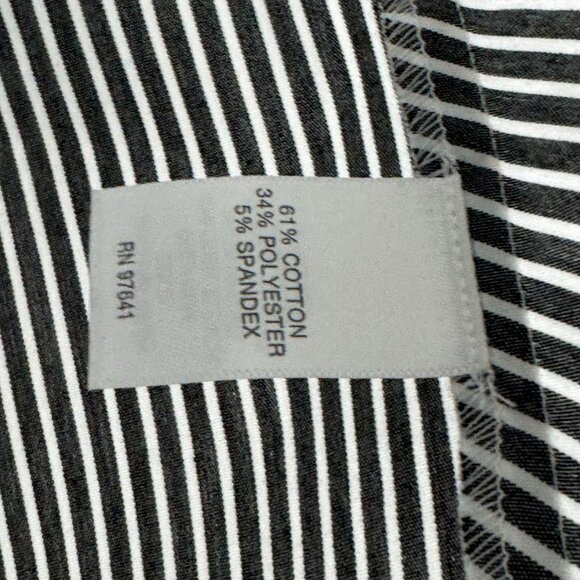 61% COTTON
34% POLYESTER
5% SPANDEX
RN 97641